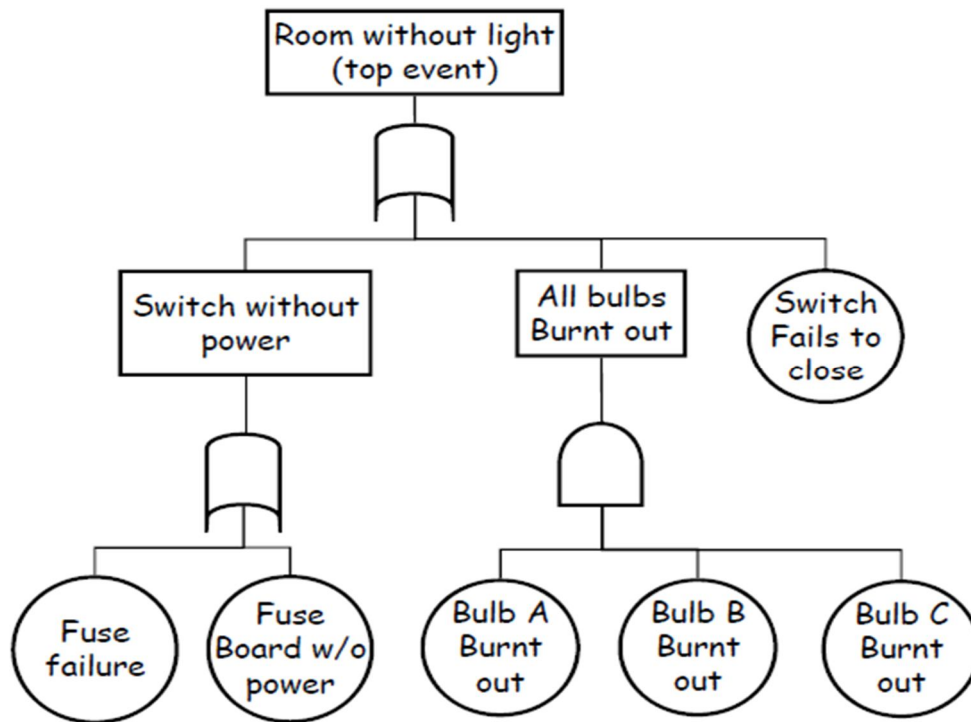 Room without light
(top event)
Switch without
power
All bulbs
Burnt out
Switch
Fails to
close
Fuse
failure
Fuse
Board w/o
power
Bulb A
Burnt
out
Bulb B
Burnt
out
Bulb C
Burnt
out